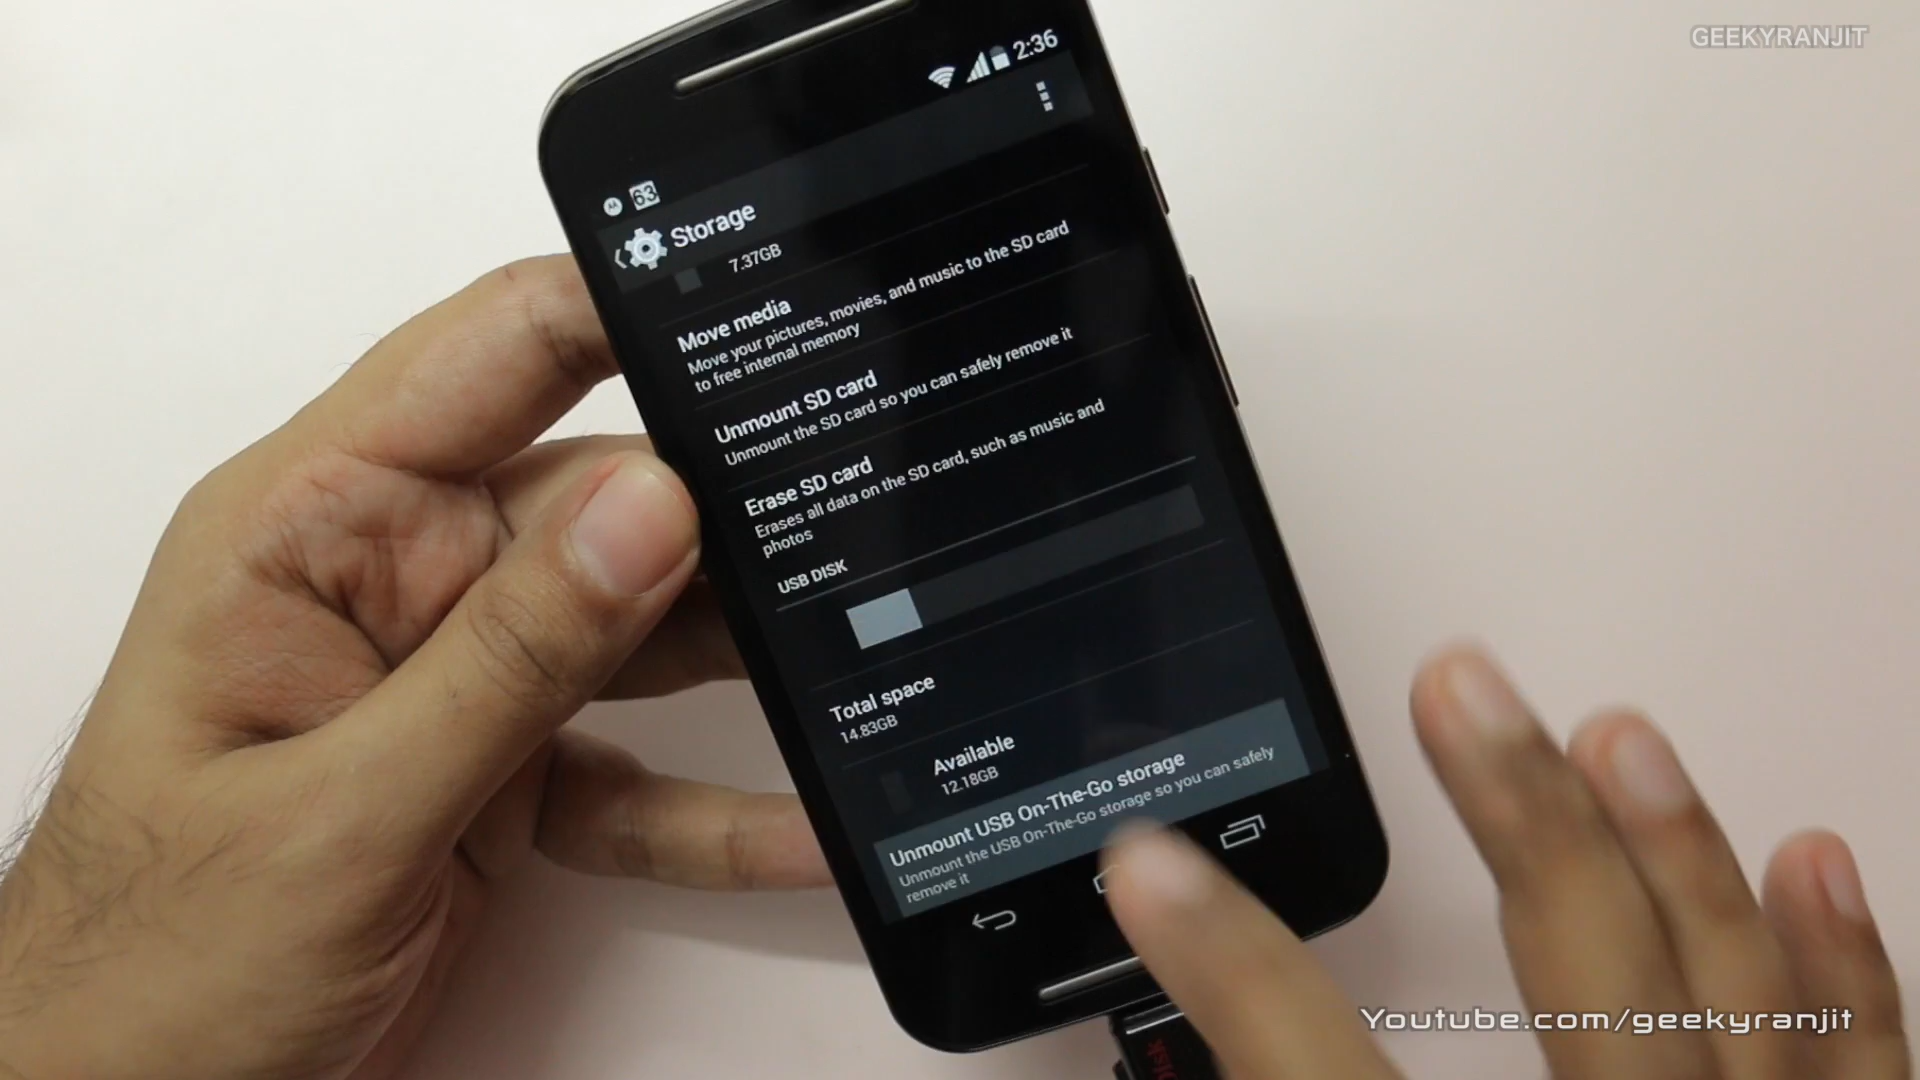 GEEKYRANJIT
2:36
63
Storage
7.37GB
Move media
Move your pictures, movies, and music to the SD card
to free internal memory
Unmount SD card
Unmount the SD card so you can safely remove it
Erase SD card
Erases all data on the SD card, such as music and
photos
USB DISK
Total space
14.83GB
Available
12.18GB
Unmount USB On-The-Go storage
Unmount the USB On-The-Go storage so you can safely
remove it
Youtube.com/geekyranjit